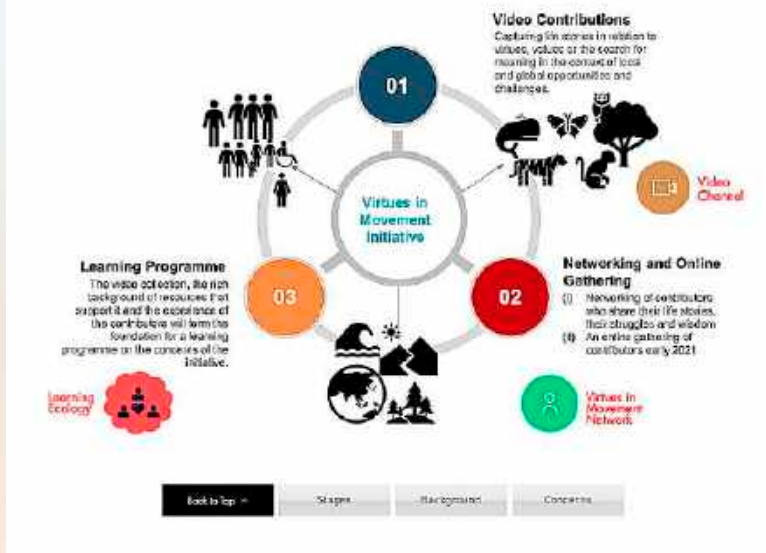 Video Contributions
Capturing life stories in relation to
virtues, values or the search for
meaning in the context of local
and global opportunities and
challenges.
01
Video
Channel
Virtues in
Movement
Initiative
Learning Programme
The video collection, the rich
background of resources that
support it and the experience of
the contributors will form the
foundation for a learning
programme on the concerns of the
initiative.
03
02
Networking and Online
Gathering
(i) Networking of contributors
who share their life stories,
their struggles and wisdom
(ii) An online gathering of
contributors early 2021
Learning
Ecology
Virtues in
Movement
Network
Back to Top
Stages
Background
Concerns